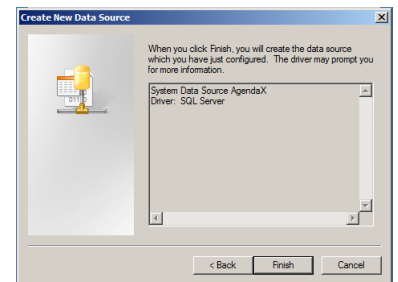 Create New Data Source
When you click Finish, you will create the data source
which you have just configured. The driver may prompt you
for more information.
System Data Source AgendaX
Driver: SQL Server
< Back
Finish
Cancel